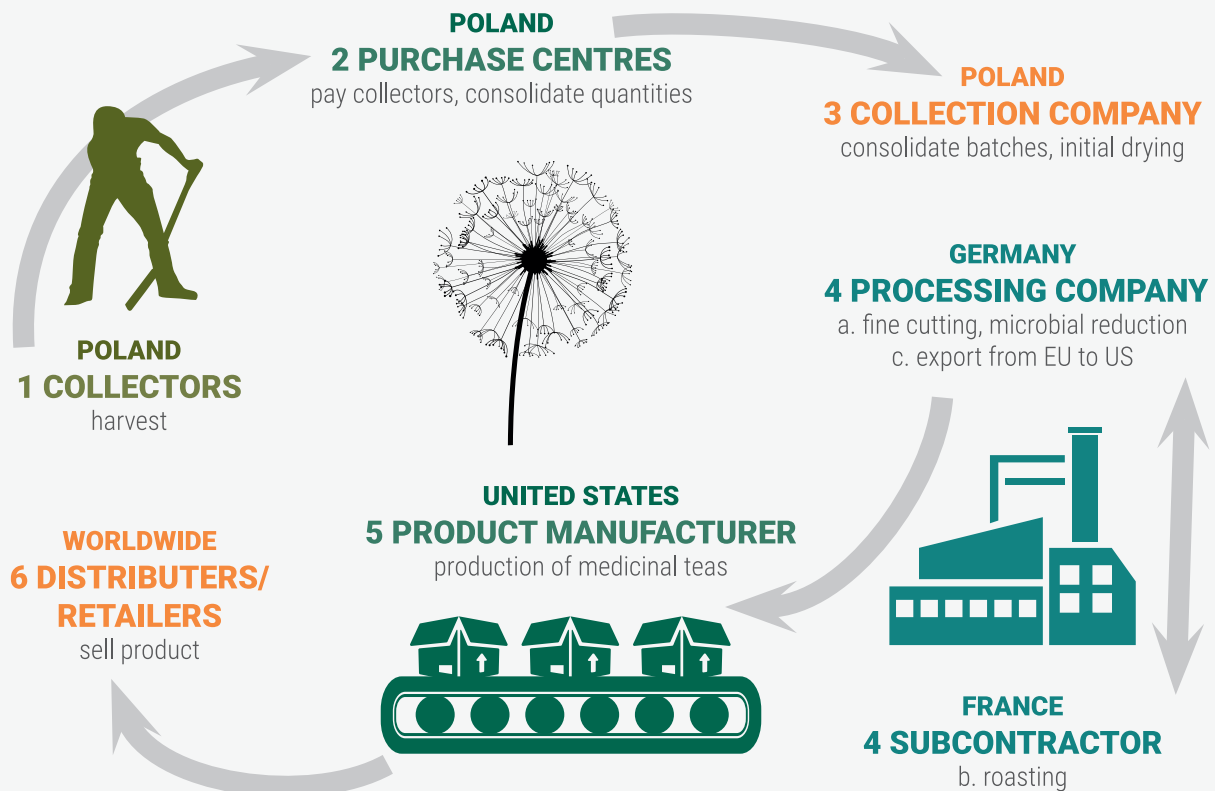 POLAND
1 COLLECTORS
harvest
POLAND
2 PURCHASE CENTRES
pay collectors, consolidate quantities
POLAND
3 COLLECTION COMPANY
consolidate batches, initial drying
GERMANY
4 PROCESSING COMPANY
a. fine cutting, microbial reduction
c. export from EU to US
FRANCE
4 SUBCONTRACTOR
b. roasting
UNITED STATES
5 PRODUCT MANUFACTURER
production of medicinal teas
WORLDWIDE
6 DISTRIBUTERS/
RETAILERS
sell product